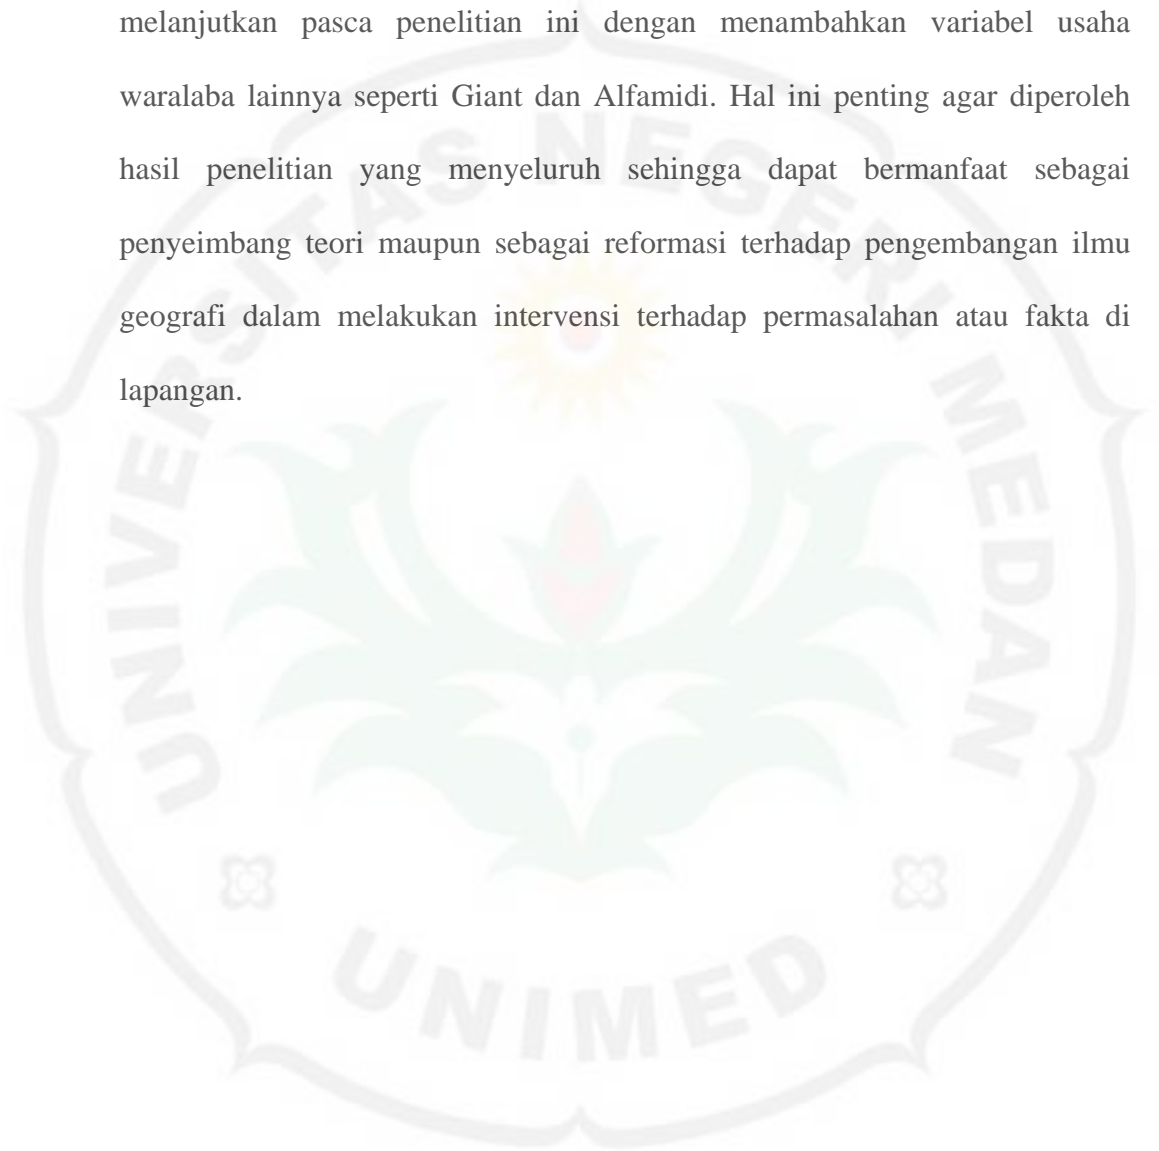 melanjutkan pasca penelitian ini dengan menambahkan variabel usaha
waralaba lainnya seperti Giant dan Alfamidi. Hal ini penting agar diperoleh
hasil penelitian yang menyeluruh sehingga dapat bermanfaat sebagai
penyeimbang teori maupun sebagai reformasi terhadap pengembangan ilmu
geografi dalam melakukan intervensi terhadap permasalahan atau fakta di
lapangan.
UNIVERSITAS NEGERI MEDAN
UNIMED